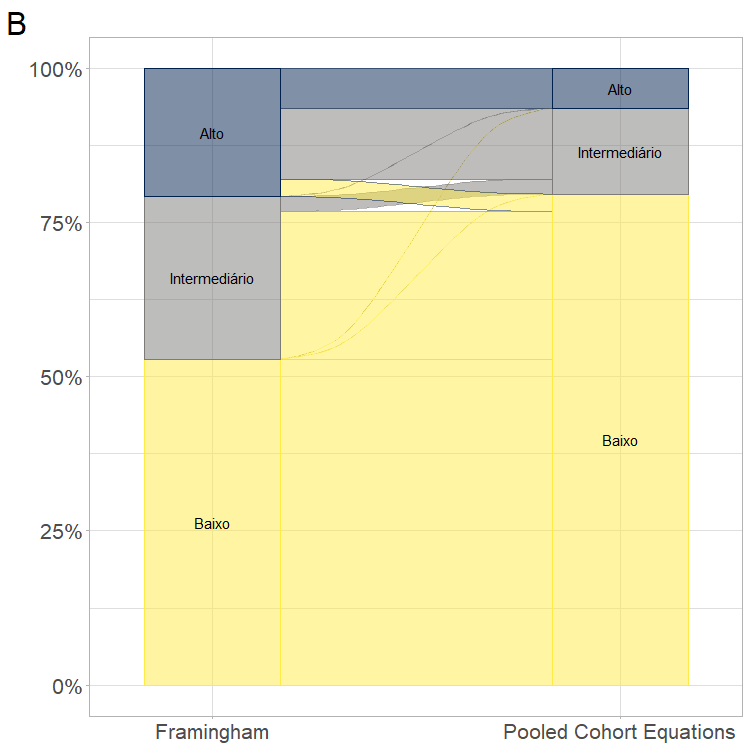 B
100%
75%
50%
25%
0%
Alto
Intermediário
Baixo
Alto
Intermediário
Baixo
Framingham
Pooled Cohort Equations